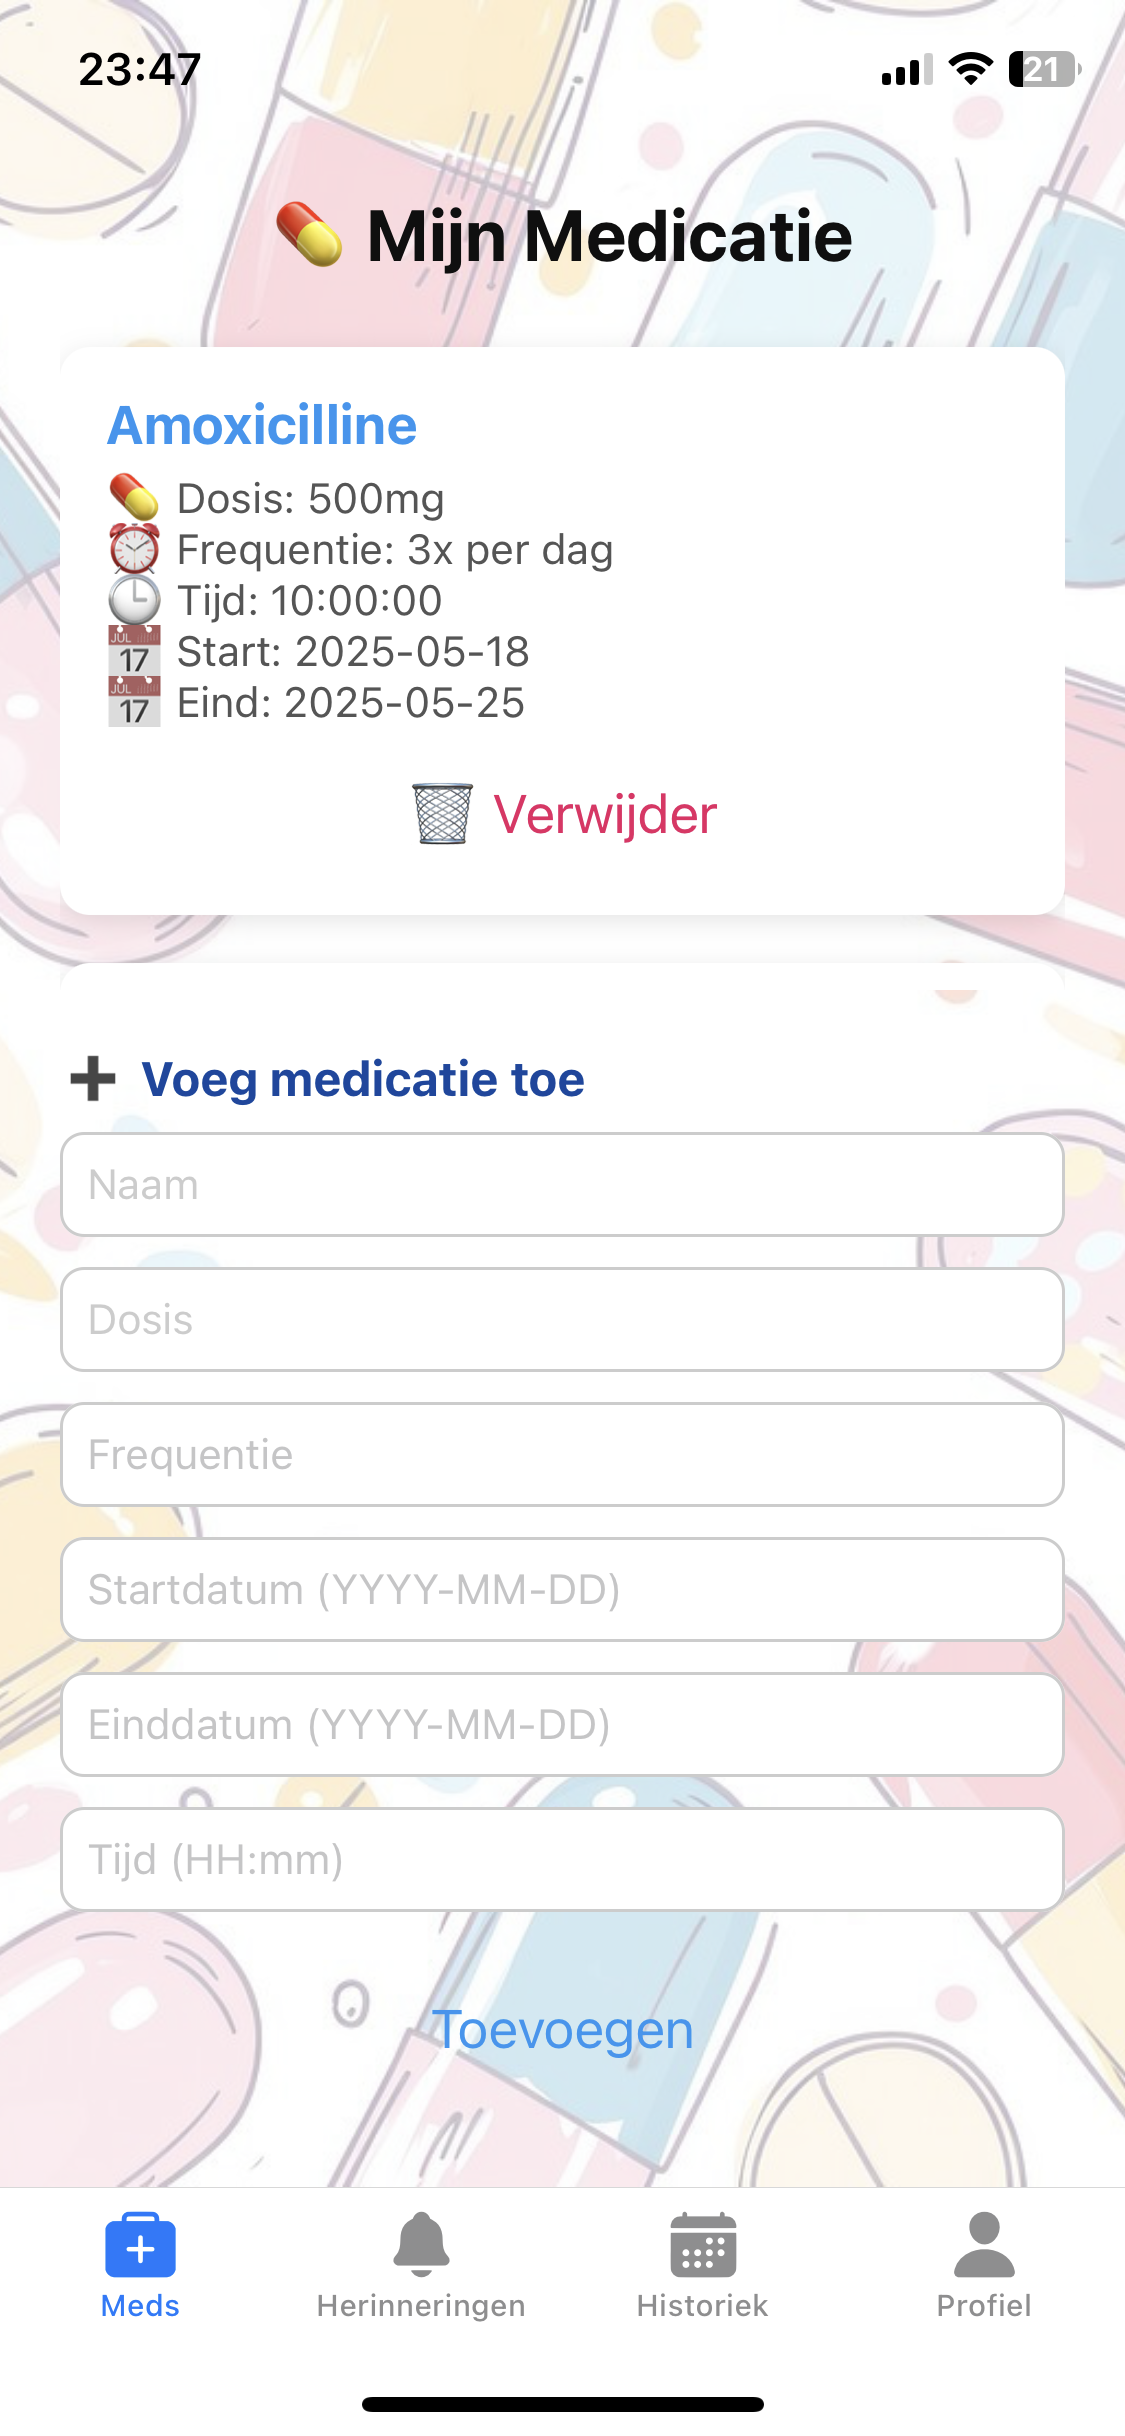 23:47
21
💊 Mijn Medicatie
Amoxicilline
💊 Dosis: 500mg
⏰ Frequentie: 3x per dag
🕒 Tijd: 10:00:00
📅 Start: 2025-05-18
📅 Eind: 2025-05-25
🗑️ Verwijder
➕ Voeg medicatie toe
Naam
Dosis
Frequentie
Startdatum (YYYY-MM-DD)
Einddatum (YYYY-MM-DD)
Tijd (HH:mm)
Toevoegen
Meds Herinneringen Historiek Profiel